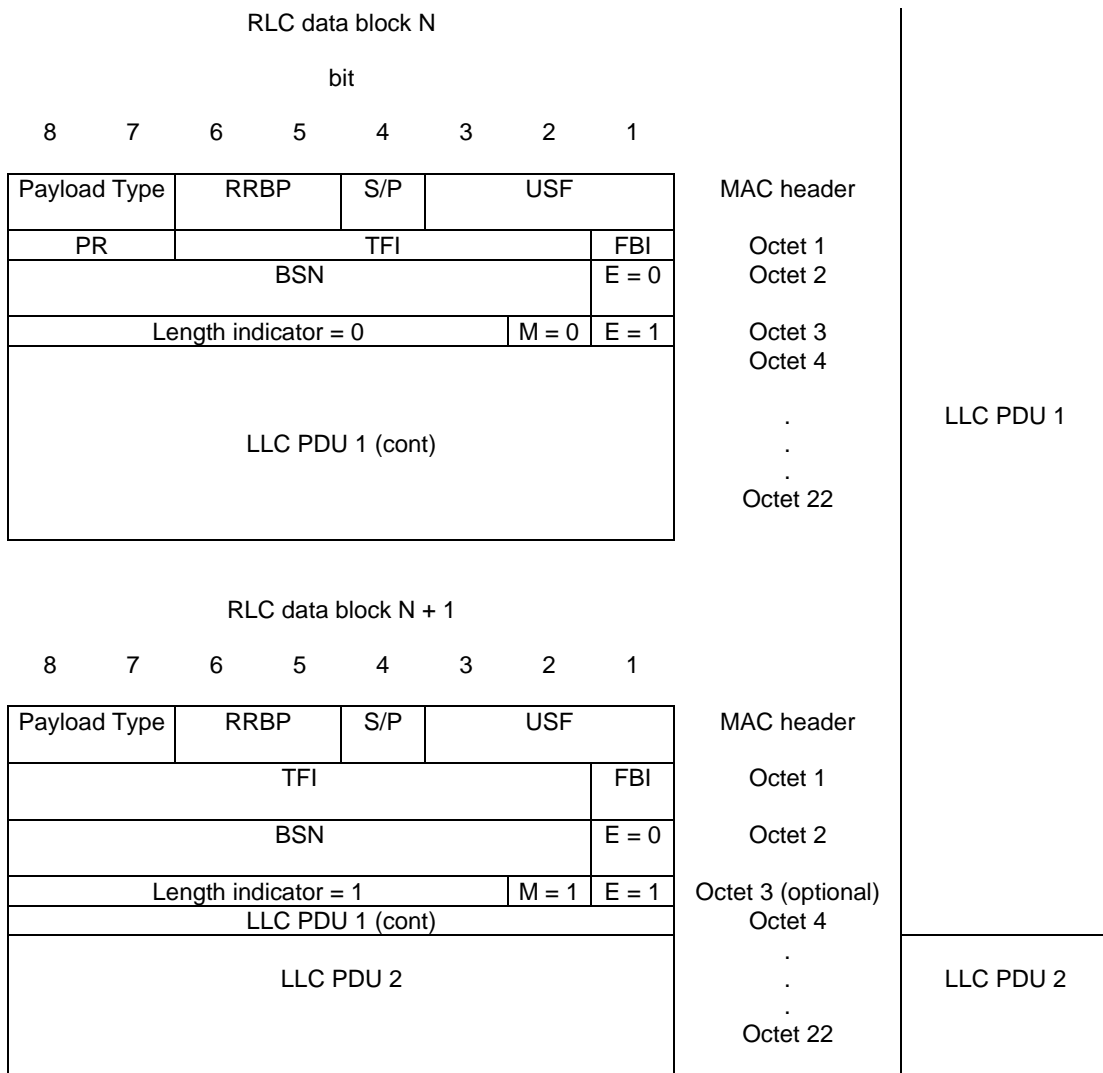 RLC data block N
bit
8 7 6 5 4 3 2 1
Payload Type RRBP S/P USF MAC header
PR TFI FBI Octet 1
BSN E = 0 Octet 2
Length indicator = 0 M = 0 E = 1 Octet 3
Octet 4
.
LLC PDU 1
LLC PDU 1 (cont) .
.
Octet 22
RLC data block N + 1
8 7 6 5 4 3 2 1
Payload Type RRBP S/P USF MAC header
TFI FBI Octet 1
BSN E = 0 Octet 2
Length indicator = 1 M = 1 E = 1 Octet 3 (optional)
LLC PDU 1 (cont) Octet 4
.
LLC PDU 2 . LLC PDU 2
.
Octet 22